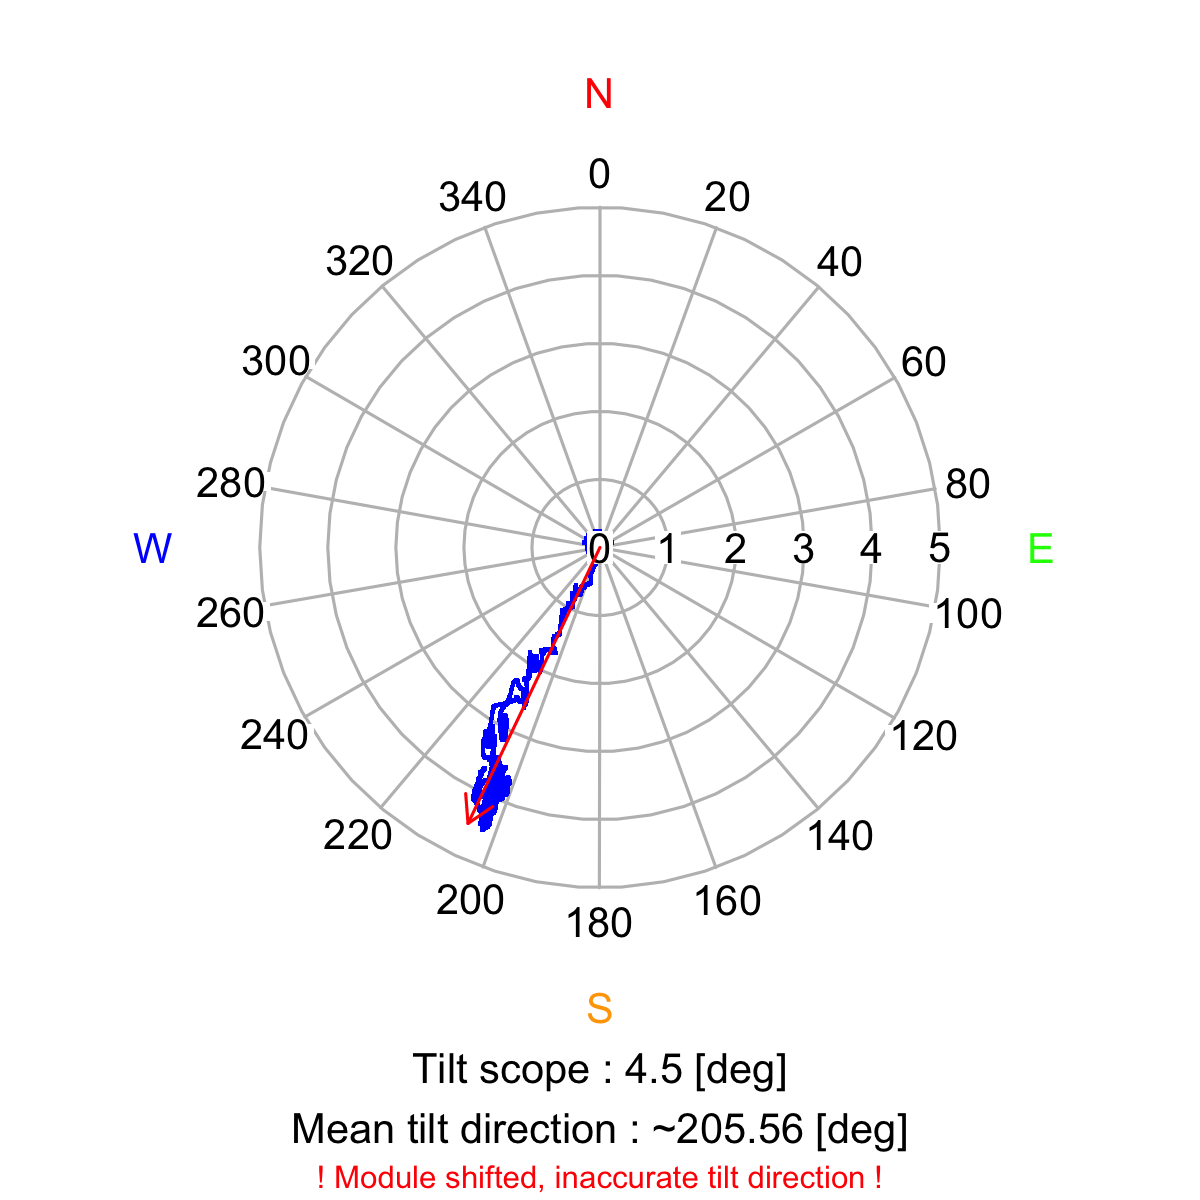 N
0
340 20
320 40
300 60
280 80
W 0 1 2 3 4 5 E
260 100
240 120
220 140
200 160
180
S
Tilt scope : 4.5 [deg]
Mean tilt direction : ~205.56 [deg]
! Module shifted, inaccurate tilt direction !